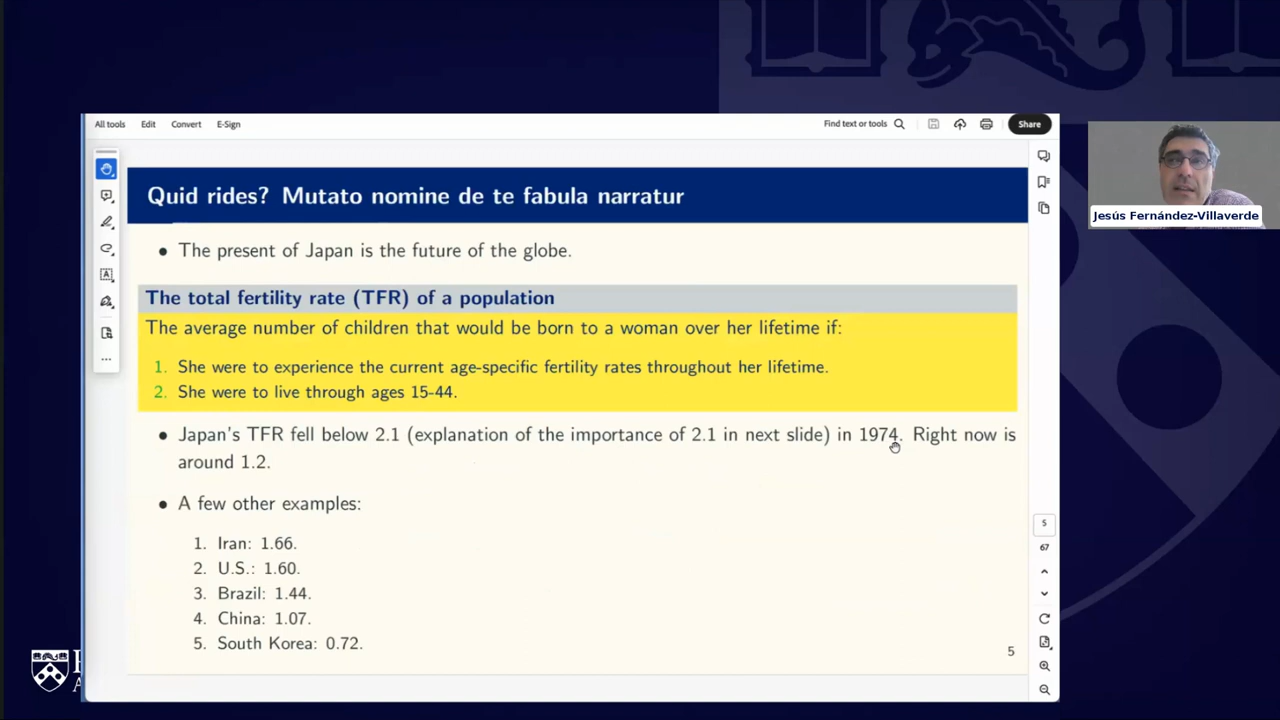 All tools Edit Convert E-Sign Find text or tools Share
Quid rides? Mutato nomine de te fabula narratur
• The present of Japan is the future of the globe.
The total fertility rate (TFR) of a population
The average number of children that would be born to a woman over her lifetime if:
1. She were to experience the current age-specific fertility rates throughout her lifetime.
2. She were to live through ages 15-44.
• Japan's TFR fell below 2.1 (explanation of the importance of 2.1 in next slide) in 1974. Right now is
around 1.2.
• A few other examples:
1. Iran: 1.66.
2. U.S.: 1.60.
3. Brazil: 1.44.
4. China: 1.07.
5. South Korea: 0.72.
5
5
67
Jesús Fernández-Villaverde